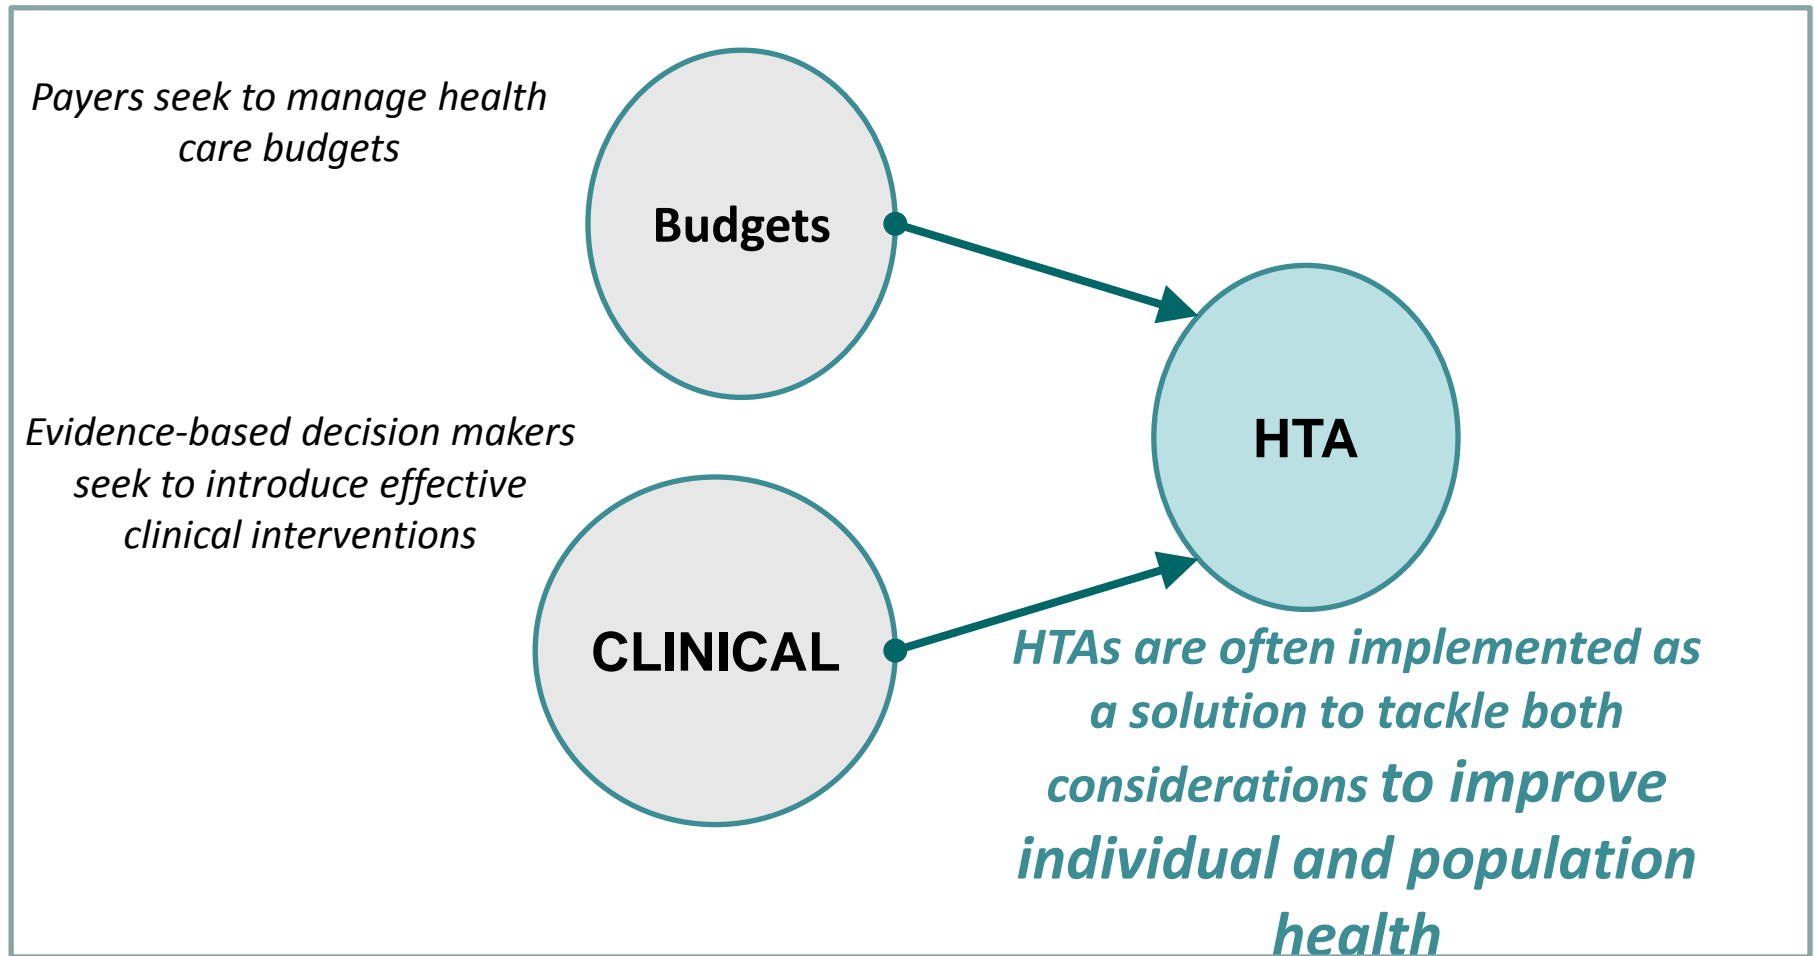 Payers seek to manage health
care budgets
Budgets
Evidence-based decision makers
seek to introduce effective
clinical interventions
CLINICAL
HTA
HTAs are often implemented as
a solution to tackle both
considerations to improve
individual and population
health